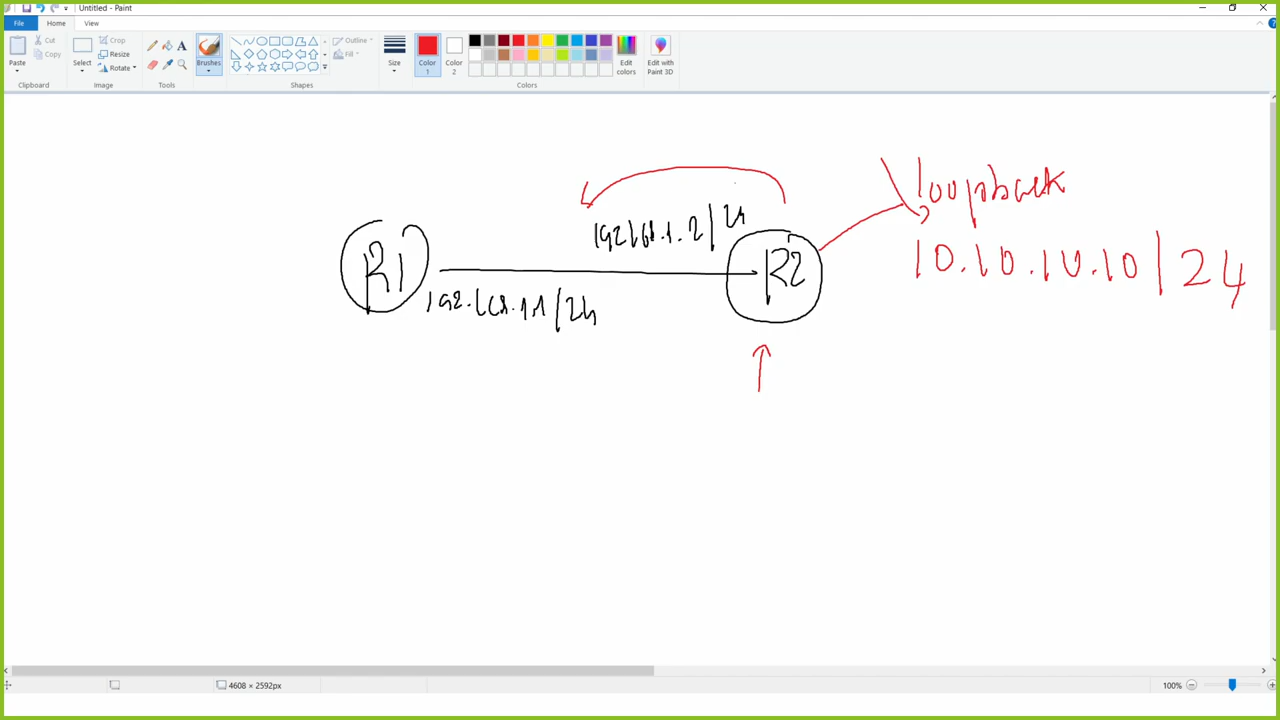 Untitled - Paint
File Home View
Paste
Cut
Copy
Clipboard
Select
Crop
Resize
Rotate
Image
Tools
Brushes
Shapes
Outline
Fill
Size
Color 1
Color 2
Colors
Edit colors
Edit with Paint 3D
loopback
192.168.1.2/24
R1
R2
10.10.10.10/24
192.168.1.1/24
4608 × 2592px
100%